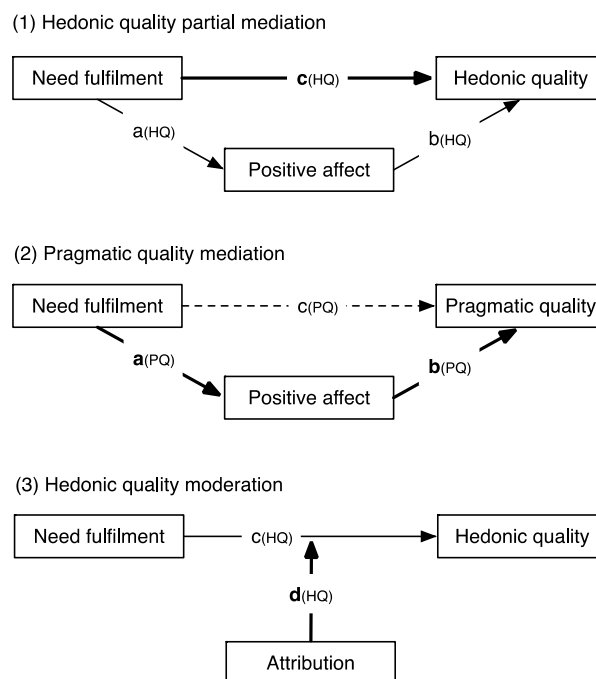 (1) Hedonic quality partial mediation
Need fulfilment
c(HQ)
Hedonic quality
a(HQ)
b(HQ)
Positive affect
(2) Pragmatic quality mediation
Need fulfilment
c(PQ)
Pragmatic quality
a(PQ)
b(PQ)
Positive affect
(3) Hedonic quality moderation
Need fulfilment
c(HQ)
Hedonic quality
d(HQ)
Attribution